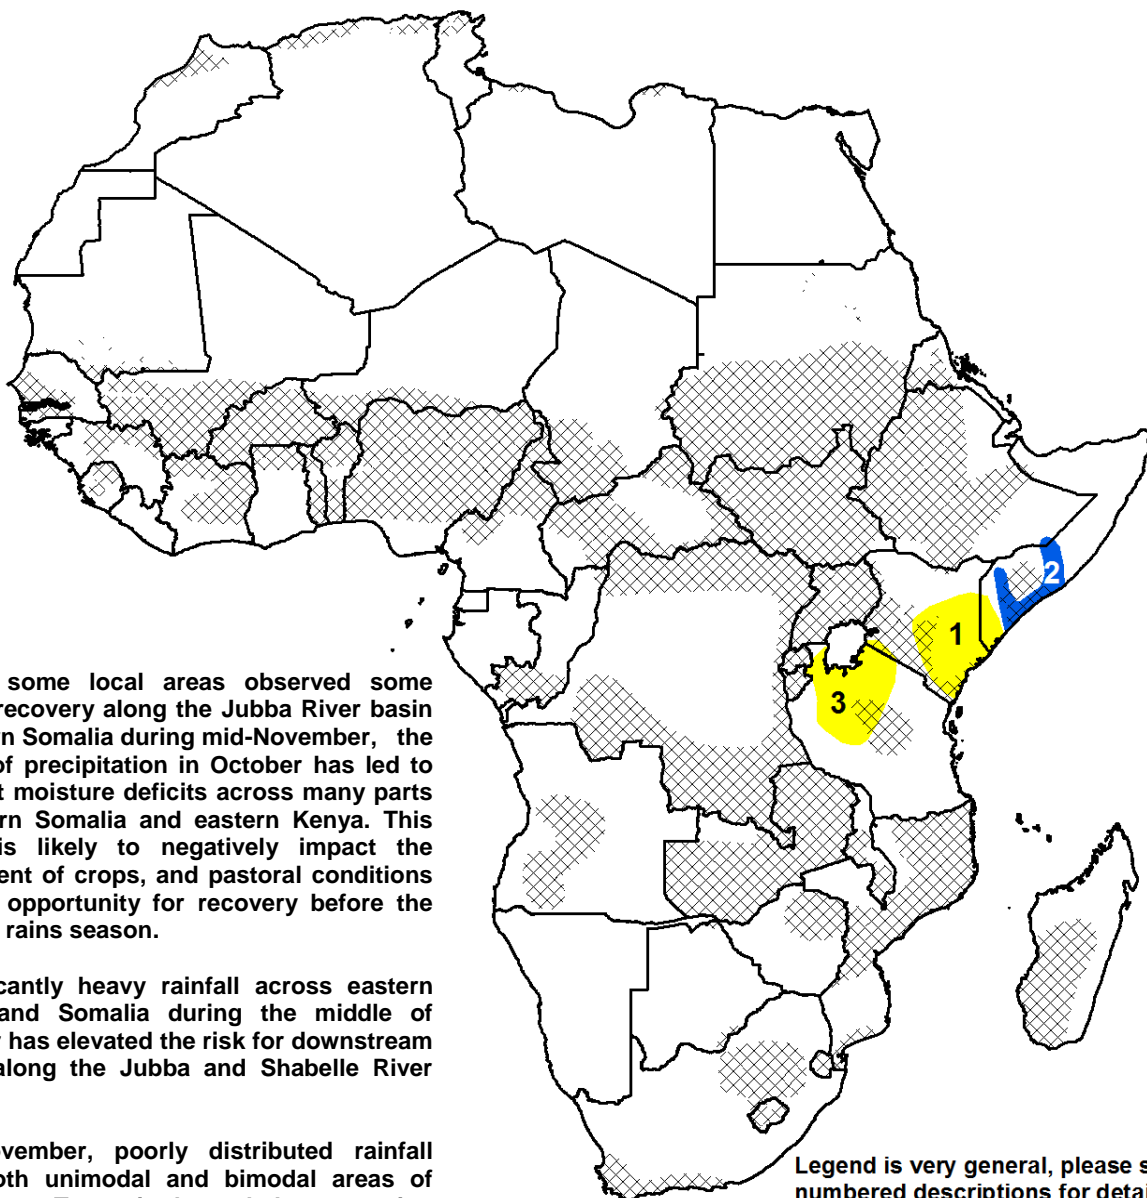 some local areas observed some
recovery along the Jubba River basin
rn Somalia during mid-November, the
of precipitation in October has led to
t moisture deficits across many parts
rn Somalia and eastern Kenya. This
is likely to negatively impact the
ent of crops, and pastoral conditions
opportunity for recovery before the
rains season.
cantly heavy rainfall across eastern
and Somalia during the middle of
has elevated the risk for downstream
along the Jubba and Shabelle River
ovember, poorly distributed rainfall
oth unimodal and bimodal areas of
1
2
3
Legend is very general, please s
numbered descriptions for detai